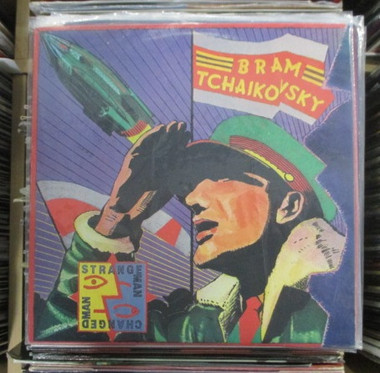 BRAM
TCHAIKOVSKY
STRANGE
MAN
CHANGED
MAN